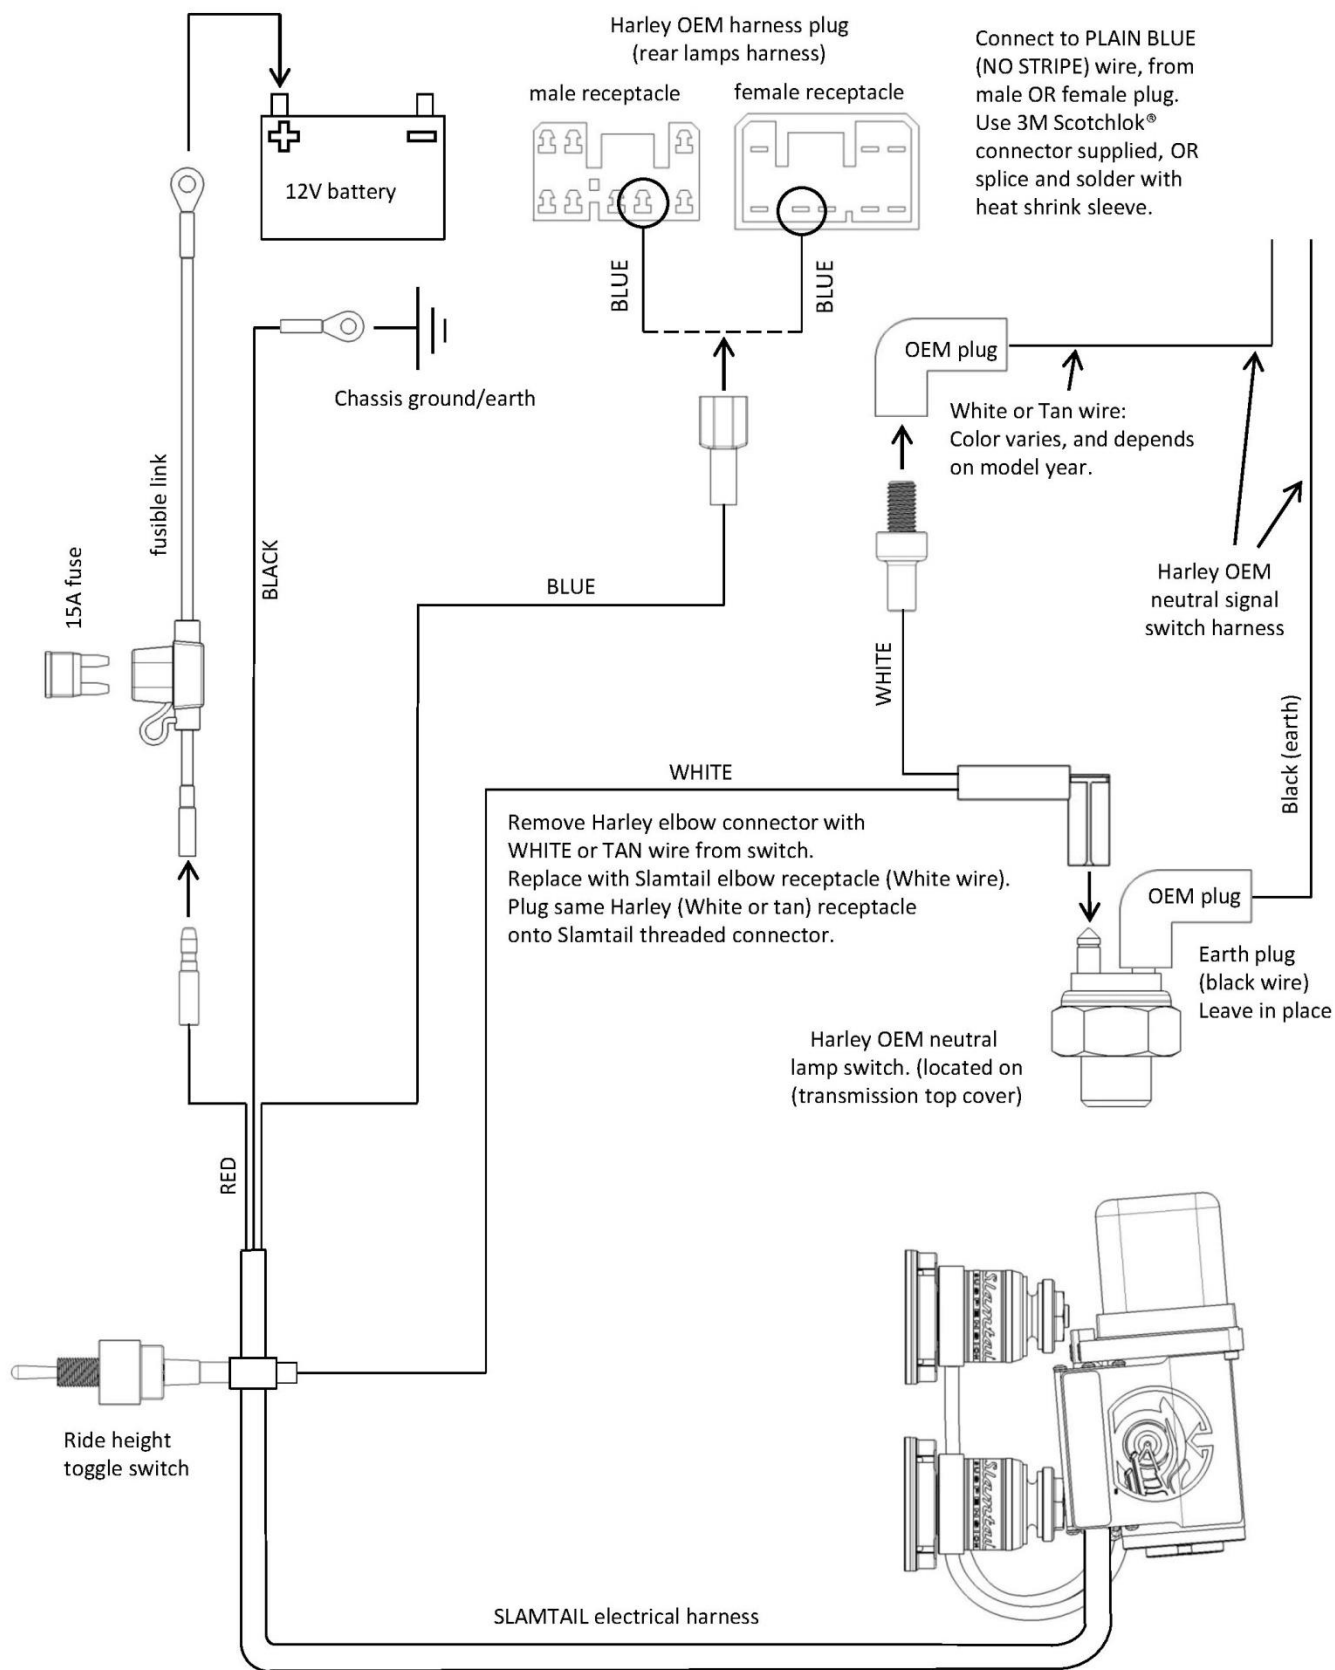 Harley OEM harness plug
(rear lamps harness)
male receptacle
female receptacle
Connect to PLAIN BLUE
(NO STRIPE) wire, from
male OR female plug.
Use 3M Scotchlok®
connector supplied, OR
splice and solder with
heat shrink sleeve.
12V battery
BLUE
BLUE
OEM plug
Chassis ground/earth
White or Tan wire:
Color varies, and depends
on model year.
fusible link
BLACK
15A fuse
BLUE
Harley OEM
neutral signal
switch harness
WHITE
Black (earth)
WHITE
Remove Harley elbow connector with
WHITE or TAN wire from switch.
Replace with Slamtail elbow receptacle (White wire).
Plug same Harley (White or tan) receptacle
onto Slamtail threaded connector.
OEM plug
Earth plug
(black wire)
Leave in place
Harley OEM neutral
lamp switch. (located on
(transmission top cover)
RED
Slamtail
SUSPENSION
Ride height
toggle switch
Slamtail
SUSPENSION
SLAMTAIL electrical harness